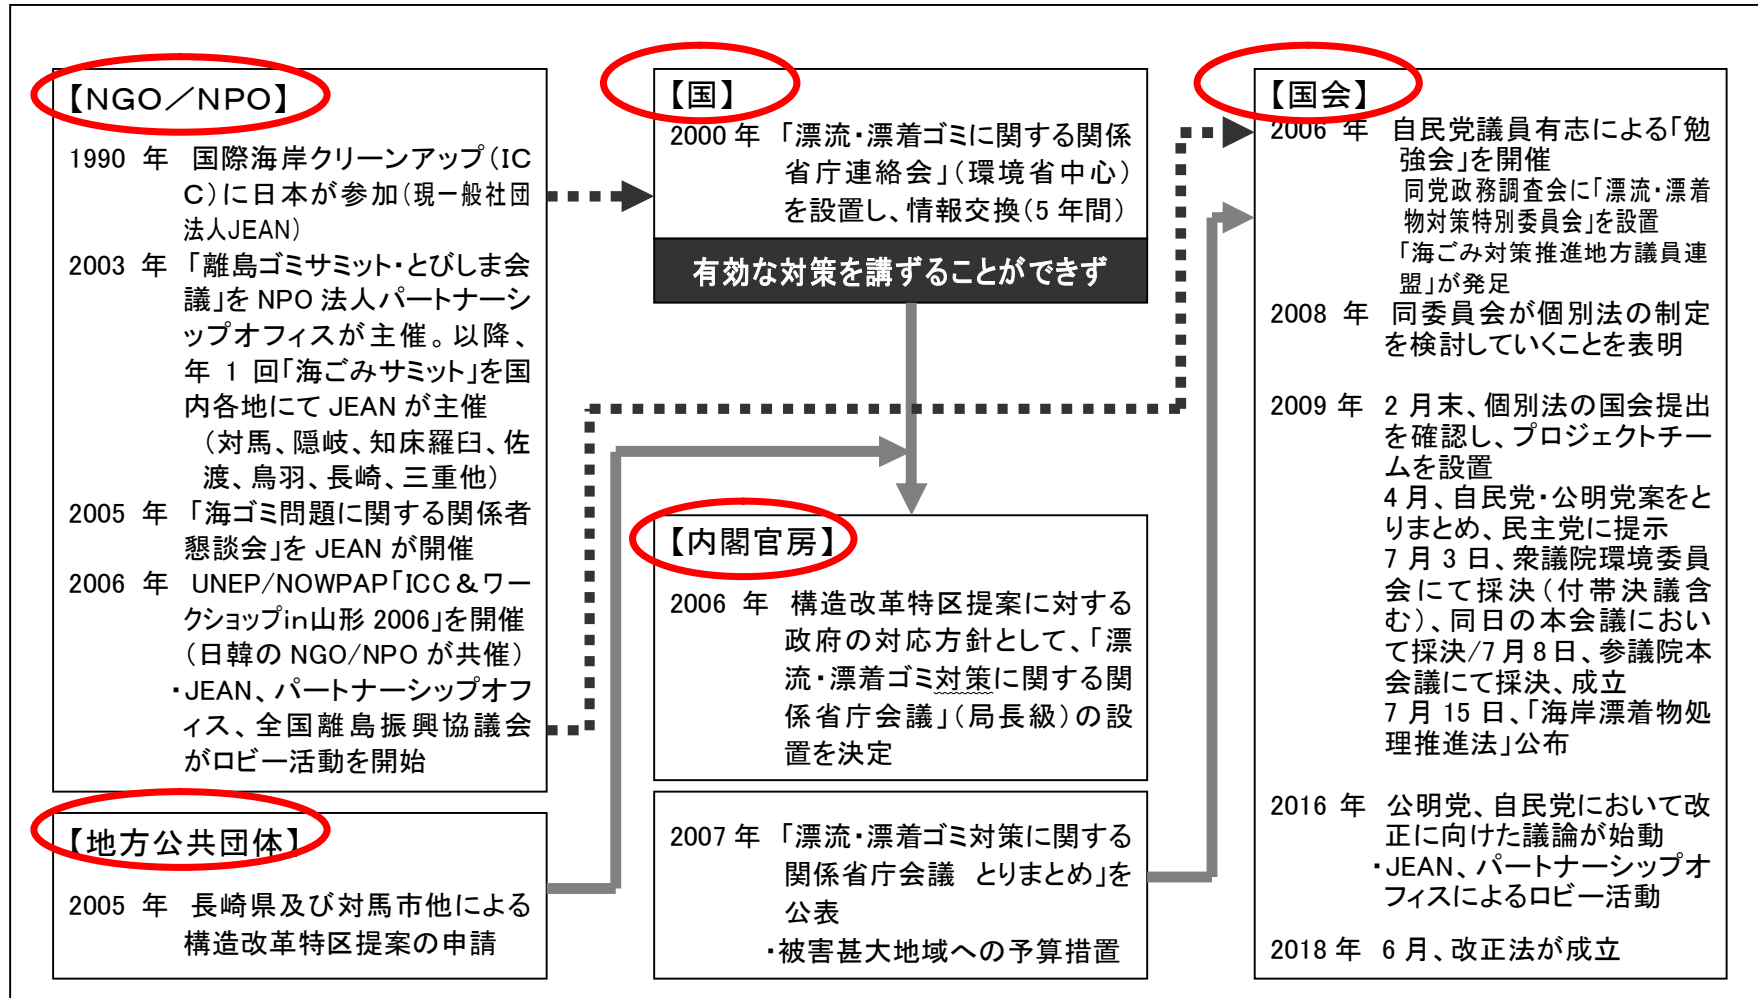 【NGO／NPO】
1990 年 国際海岸クリーンアップ（IC
C）に日本が参加（現一般社団
法人JEAN）
2003 年 「離島ゴミサミット・とびしま会
議」を NPO 法人パートナーシ
ップオフィスが主催。以降、
年 1 回「海ごみサミット」を国
内各地にて JEAN が主催
（対馬、隠岐、知床羅臼、佐
渡、鳥羽、長崎、三重他）
2005 年 「海ゴミ問題に関する関係者
懇談会」を JEAN が開催
2006 年 UNEP/NOWPAP「ICC＆ワー
クショップin山形 2006」を開催
（日韓の NGO/NPO が共催）
・JEAN、パートナーシップオフ
ィス、全国離島振興協議会
がロビー活動を開始
【地方公共団体】
2005 年 長崎県及び対馬市他による
構造改革特区提案の申請
【国】
2000 年 「漂流・漂着ゴミに関する関係
省庁連絡会」（環境省中心）
を設置し、情報交換（5 年間）
有効な対策を講ずることができず
【内閣官房】
2006 年 構造改革特区提案に対する
政府の対応方針として、「漂
流・漂着ゴミ対策に関する関
係省庁会議」（局長級）の設
置を決定
2007 年 「漂流・漂着ゴミ対策に関する
関係省庁会議 とりまとめ」を
公表
・被害甚大地域への予算措置
【国会】
2006 年 自民党議員有志による「勉
強会」を開催
同党政務調査会に「漂流・漂着
物対策特別委員会」を設置
「海ごみ対策推進地方議員連
盟」が発足
2008 年 同委員会が個別法の制定
を検討していくことを表明
2009 年 2 月末、個別法の国会提出
を確認し、プロジェクトチー
ムを設置
4 月、自民党・公明党案をと
りまとめ、民主党に提示
7 月 3 日、衆議院環境委員
会にて採決（付帯決議含
む）、同日の本会議におい
て採決/7 月 8 日、参議院本
会議にて採決、成立
7 月 15 日、「海岸漂着物処
理推進法」公布
2016 年 公明党、自民党において改
正に向けた議論が始動
・JEAN、パートナーシップオ
フィスによるロビー活動
2018 年 6 月、改正法が成立